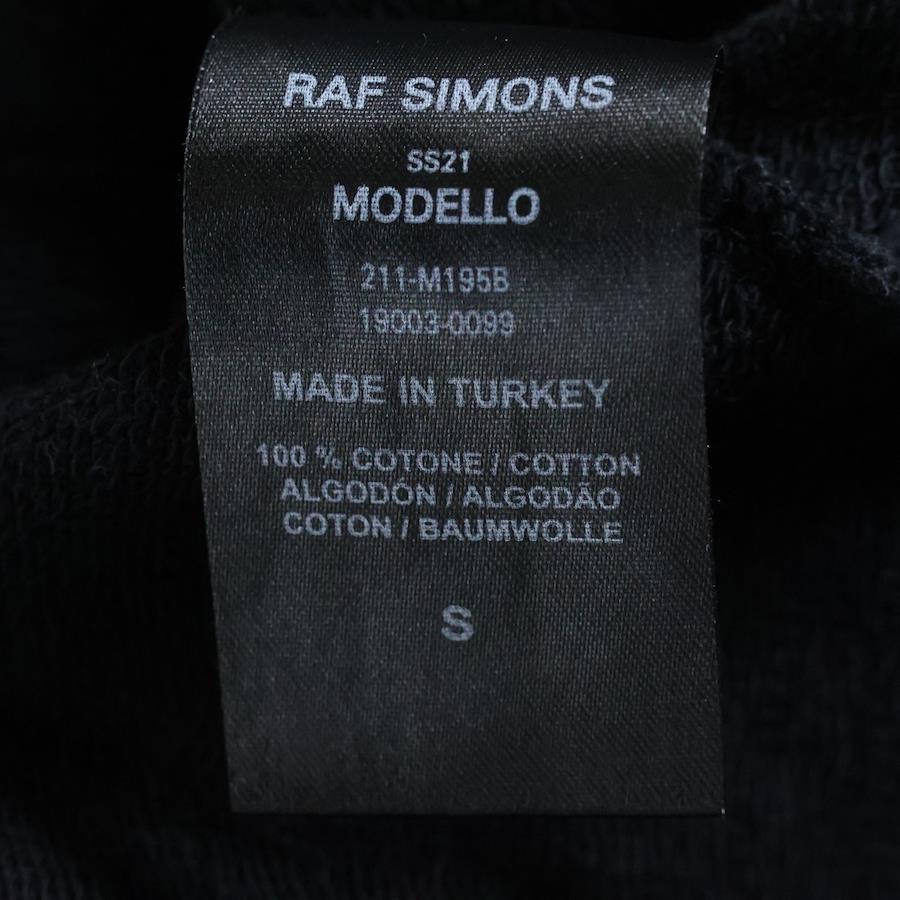 RAF SIMONS
SS21
MODELLO
211-M195B
19003-0099
MADE IN TURKEY
100 % COTONE / COTTON
ALGODÓN / ALGODÃO
COTON / BAUMWOLLE
S